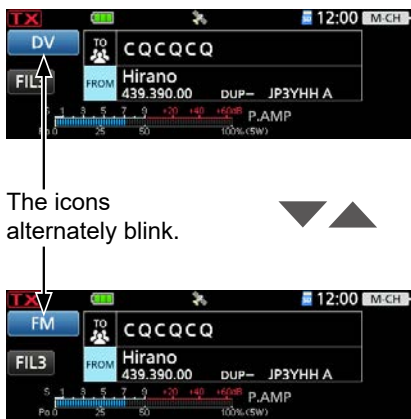 TX 12:00 M-CH
DV TO CQCQCQ
FIL3 FROM Hirano
439.390.00 DUP− JP3YHH A
S 1 3 5 7 9 +20 +40 +60dB P.AMP
Po 0 25 50 100% (5W)
The icons
alternately blink.
TX 12:00 M-CH
FM TO CQCQCQ
FIL3 FROM Hirano
439.390.00 DUP− JP3YHH A
S 1 3 5 7 9 +20 +40 +60dB P.AMP
Po 0 25 50 100% (5W)